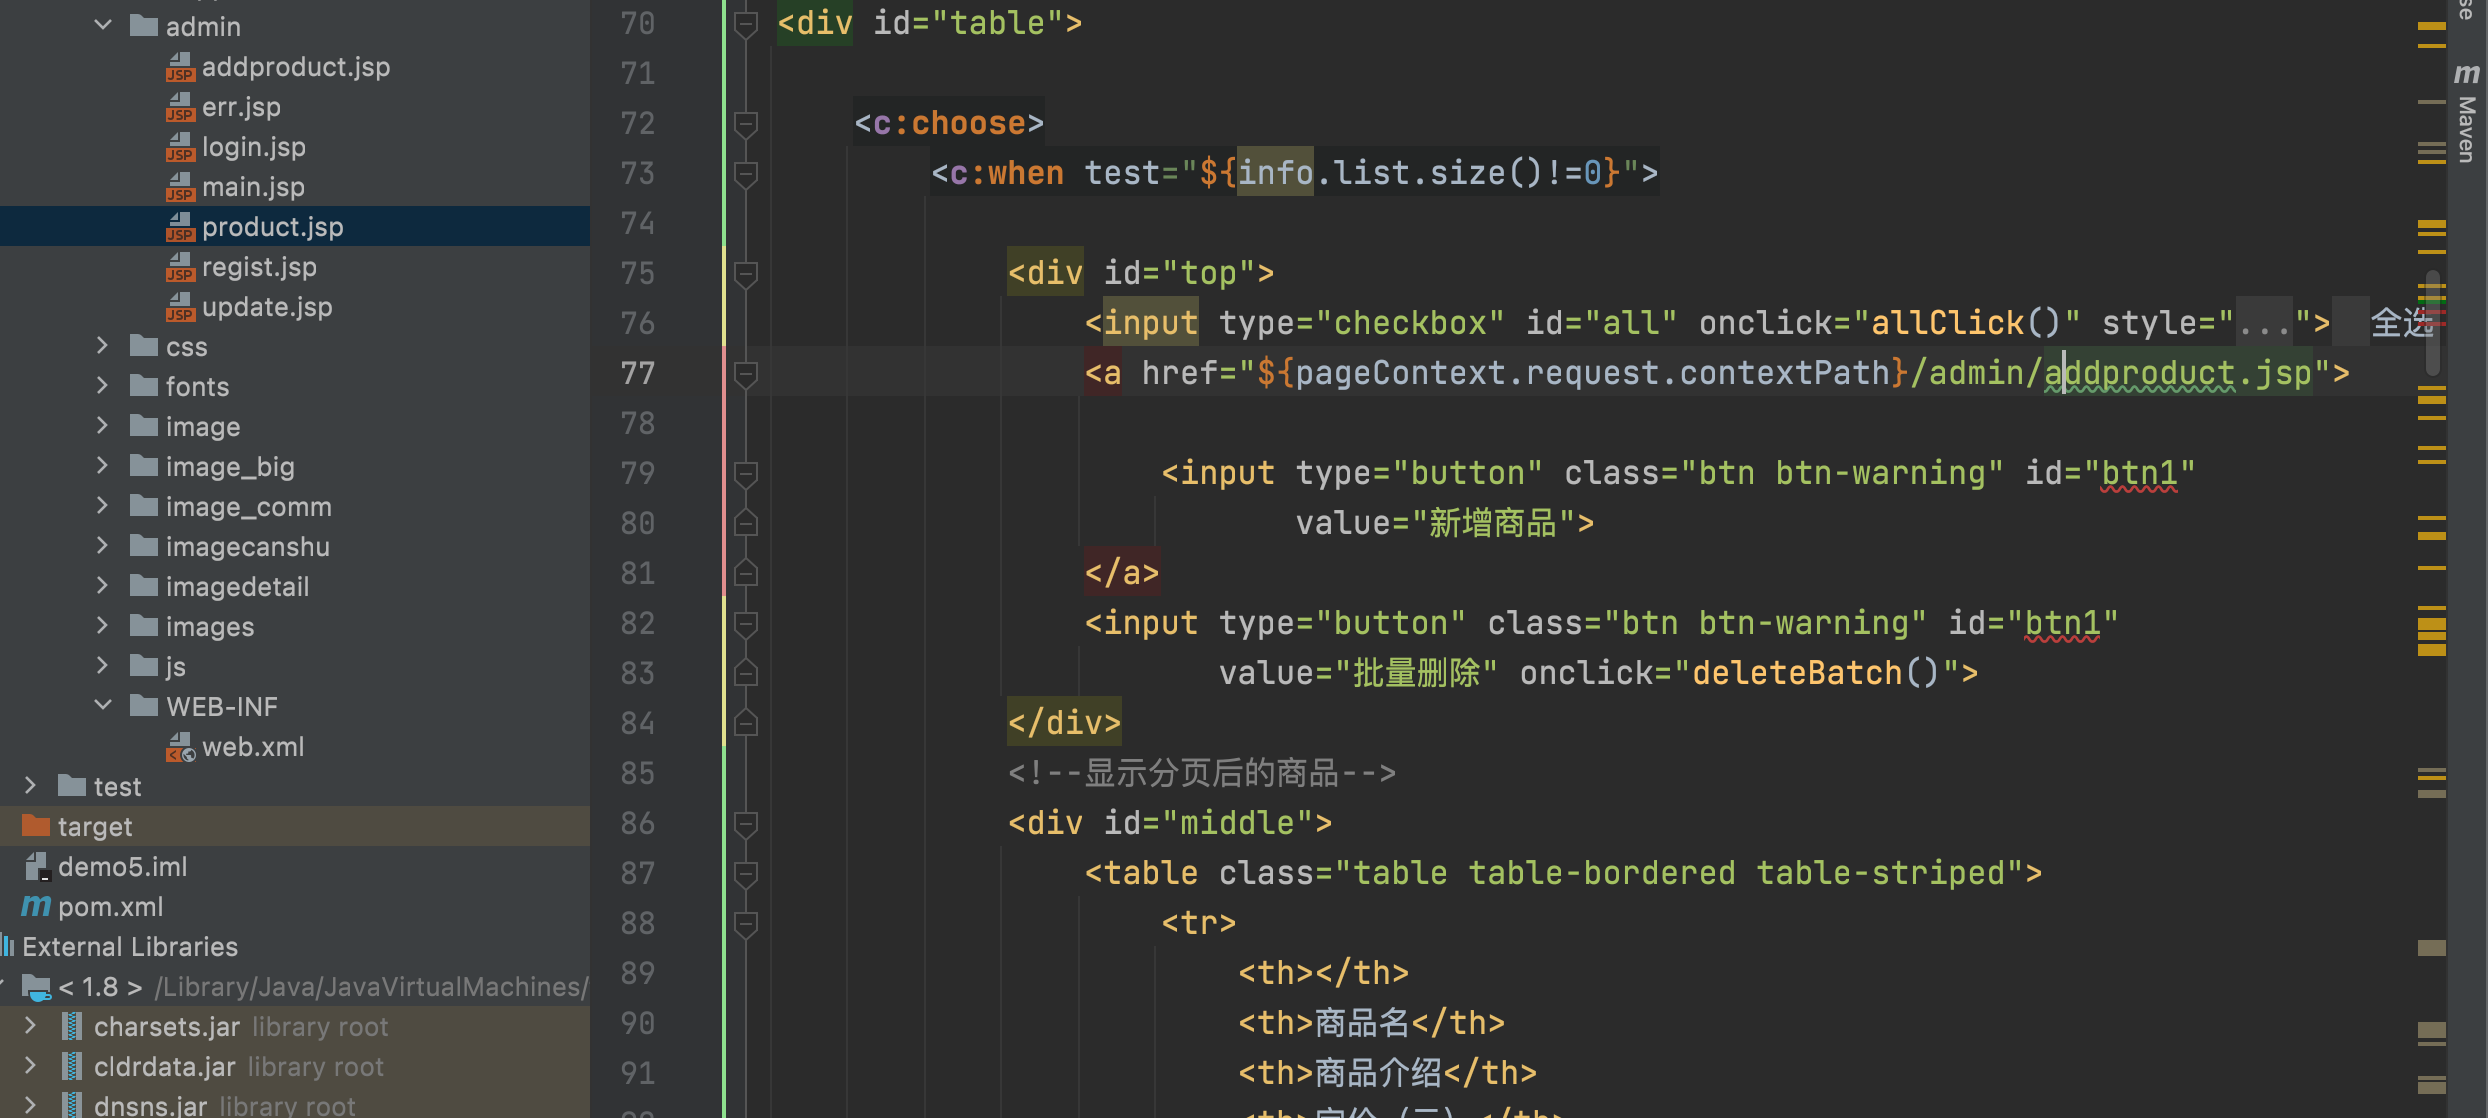 admin
addproduct.jsp
err.jsp
login.jsp
main.jsp
product.jsp
regist.jsp
update.jsp
css
fonts
image
image_big
image_comm
imagecanshu
imagedetail
images
js
WEB-INF
web.xml
test
target
demo5.iml
pom.xml
External Libraries
< 1.8 > /Library/Java/JavaVirtualMachines/
charsets.jar library root
cldrdata.jar library root
dnsns.jar library root
70 <div id="table">
71
72 <c:choose>
73 <c:when test="${info.list.size()!=0}">
74
75 <div id="top">
76 <input type="checkbox" id="all" onclick="allClick()" style="..."> 全选
77 <a href="${pageContext.request.contextPath}/admin/addproduct.jsp">
78
79 <input type="button" class="btn btn-warning" id="btn1"
80 value="新增商品">
81 </a>
82 <input type="button" class="btn btn-warning" id="btn1"
83 value="批量删除" onclick="deleteBatch()">
84 </div>
85 <!--显示分页后的商品-->
86 <div id="middle">
87 <table class="table table-bordered table-striped">
88 <tr>
89 <th></th>
90 <th>商品名</th>
91 <th>商品介绍</th>
<th>定价（元）</th>
Maven